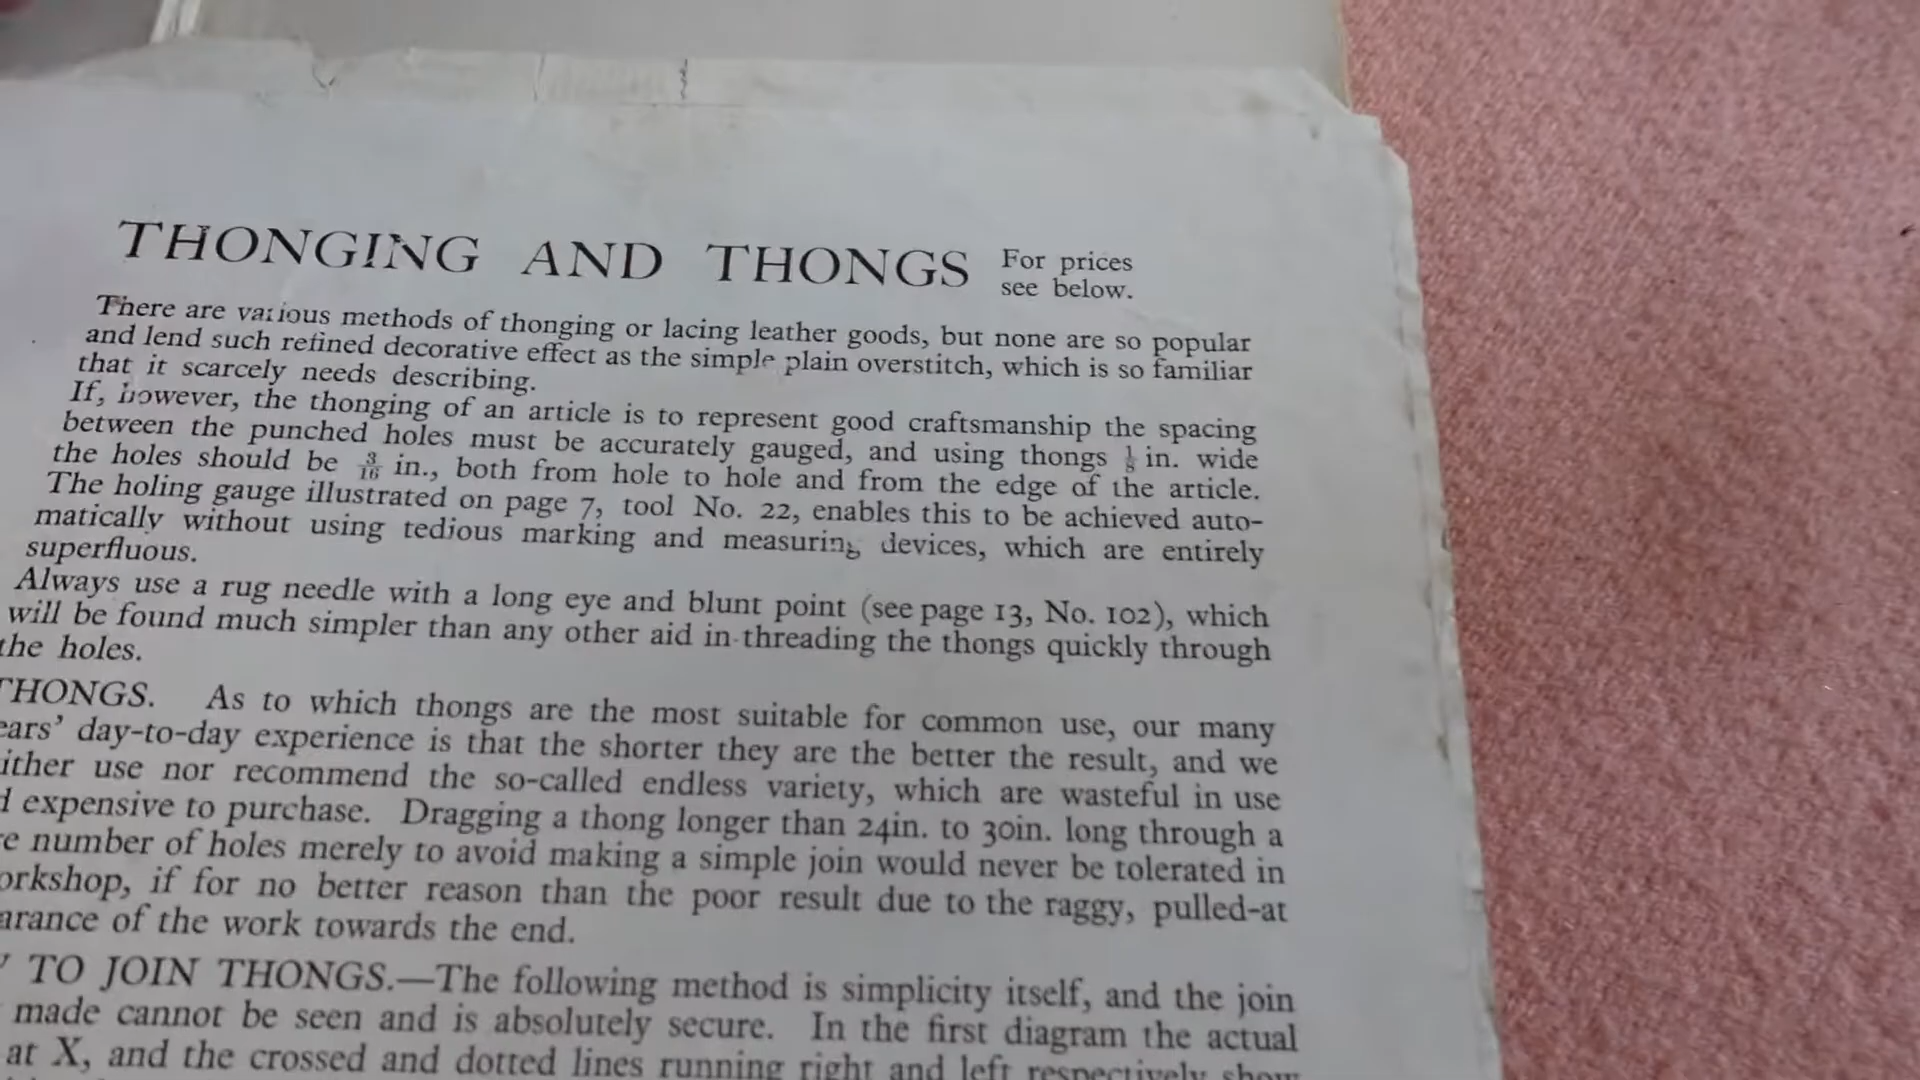 THONGING AND THONGS For prices
see below.
There are various methods of thonging or lacing leather goods, but none are so popular
and lend such refined decorative effect as the simple plain overstitch, which is so familiar
that it scarcely needs describing.
If, however, the thonging of an article is to represent good craftsmanship the spacing
between the punched holes must be accurately gauged, and using thongs ⅛ in. wide
the holes should be 3/16 in., both from hole to hole and from the edge of the article.
The holing gauge illustrated on page 7, tool No. 22, enables this to be achieved auto-
matically without using tedious marking and measuring devices, which are entirely
superfluous.
Always use a rug needle with a long eye and blunt point (see page 13, No. 102), which
will be found much simpler than any other aid in threading the thongs quickly through
the holes.
THONGS. As to which thongs are the most suitable for common use, our many
ears' day-to-day experience is that the shorter they are the better the result, and we
ither use nor recommend the so-called endless variety, which are wasteful in use
d expensive to purchase. Dragging a thong longer than 24in. to 30in. long through a
e number of holes merely to avoid making a simple join would never be tolerated in
orkshop, if for no better reason than the poor result due to the raggy, pulled-at
arance of the work towards the end.
TO JOIN THONGS.—The following method is simplicity itself, and the join
made cannot be seen and is absolutely secure. In the first diagram the actual
at X, and the crossed and dotted lines running right and left respectively show